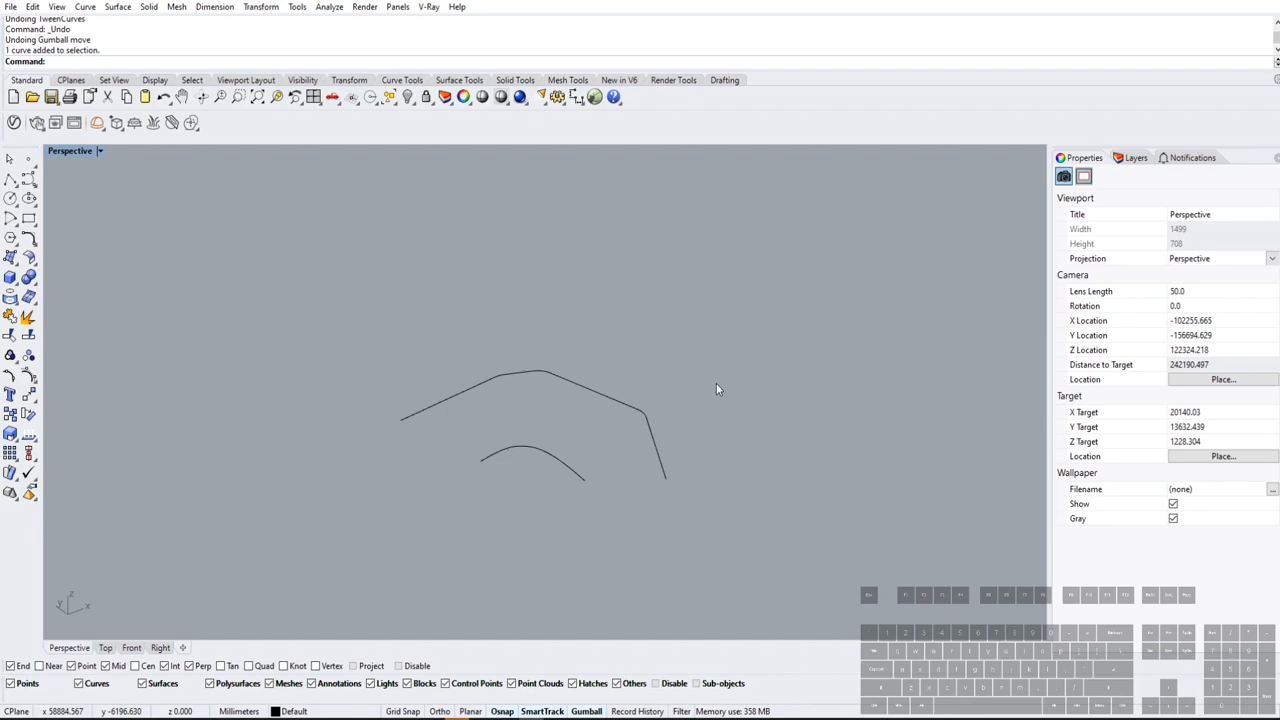 File Edit View Curve Surface Solid Mesh Dimension Transform Tools Analyze Render Panels V-Ray Help
Undoing TweenCurves
Command: _Undo
Undoing Gumball move
1 curve added to selection.
Command:
Standard CPlanes Set View Display Select Viewport Layout Visibility Transform Curve Tools Surface Tools Solid Tools Mesh Tools New in V6 Render Tools Drafting
Perspective
Properties Layers Notifications
Viewport
Title Perspective
Width 1499
Height 708
Projection Perspective
Camera
Lens Length 50.0
Rotation 0.0
X Location -102255.665
Y Location -156694.629
Z Location 122324.218
Distance to Target 242190.497
Location Place...
Target
X Target 20140.03
Y Target 13632.439
Z Target 1228.304
Location Place...
Wallpaper
Filename (none) ...
Show
Gray
z
y x
Perspective Top Front Right
End Near Point Mid Cen Int Perp Tan Quad Knot Vertex Project Disable
Points Curves Surfaces Polysurfaces Meshes Annotations Lights Blocks Control Points Point Clouds Hatches Others Disable Sub-objects
CPlane x 58884.567 y -6196.630 z 0.000 Millimeters Default Grid Snap Ortho Planar Osnap SmartTrack Gumball Record History Filter Memory use: 358 MB